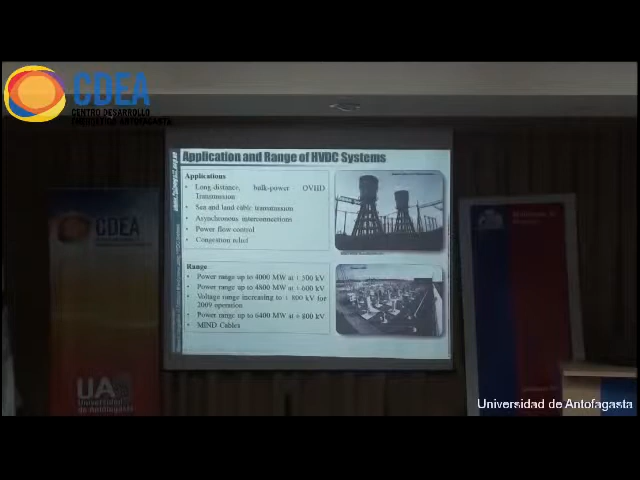 CDEA
CENTRO DESARROLLO
ENERGETICO ANTOFAGASTA
Application and Range of HVDC Systems
Applications
• Long-distance, bulk-power OVHD
Transmission
• Sea and land cable transmission
• Asynchronous interconnections
• Power flow control
• Congestion relief
Range
• Power range up to 4000 MW at ± 500 kV
• Power range up to 4800 MW at ± 600 kV
• Voltage range increasing to ± 800 kV for
2009 operation
• Power range up to 6400 MW at ± 800 kV
• MIND Cables
CDEA
UA
Universidad
de Antofagasta
Universidad de Antofagasta